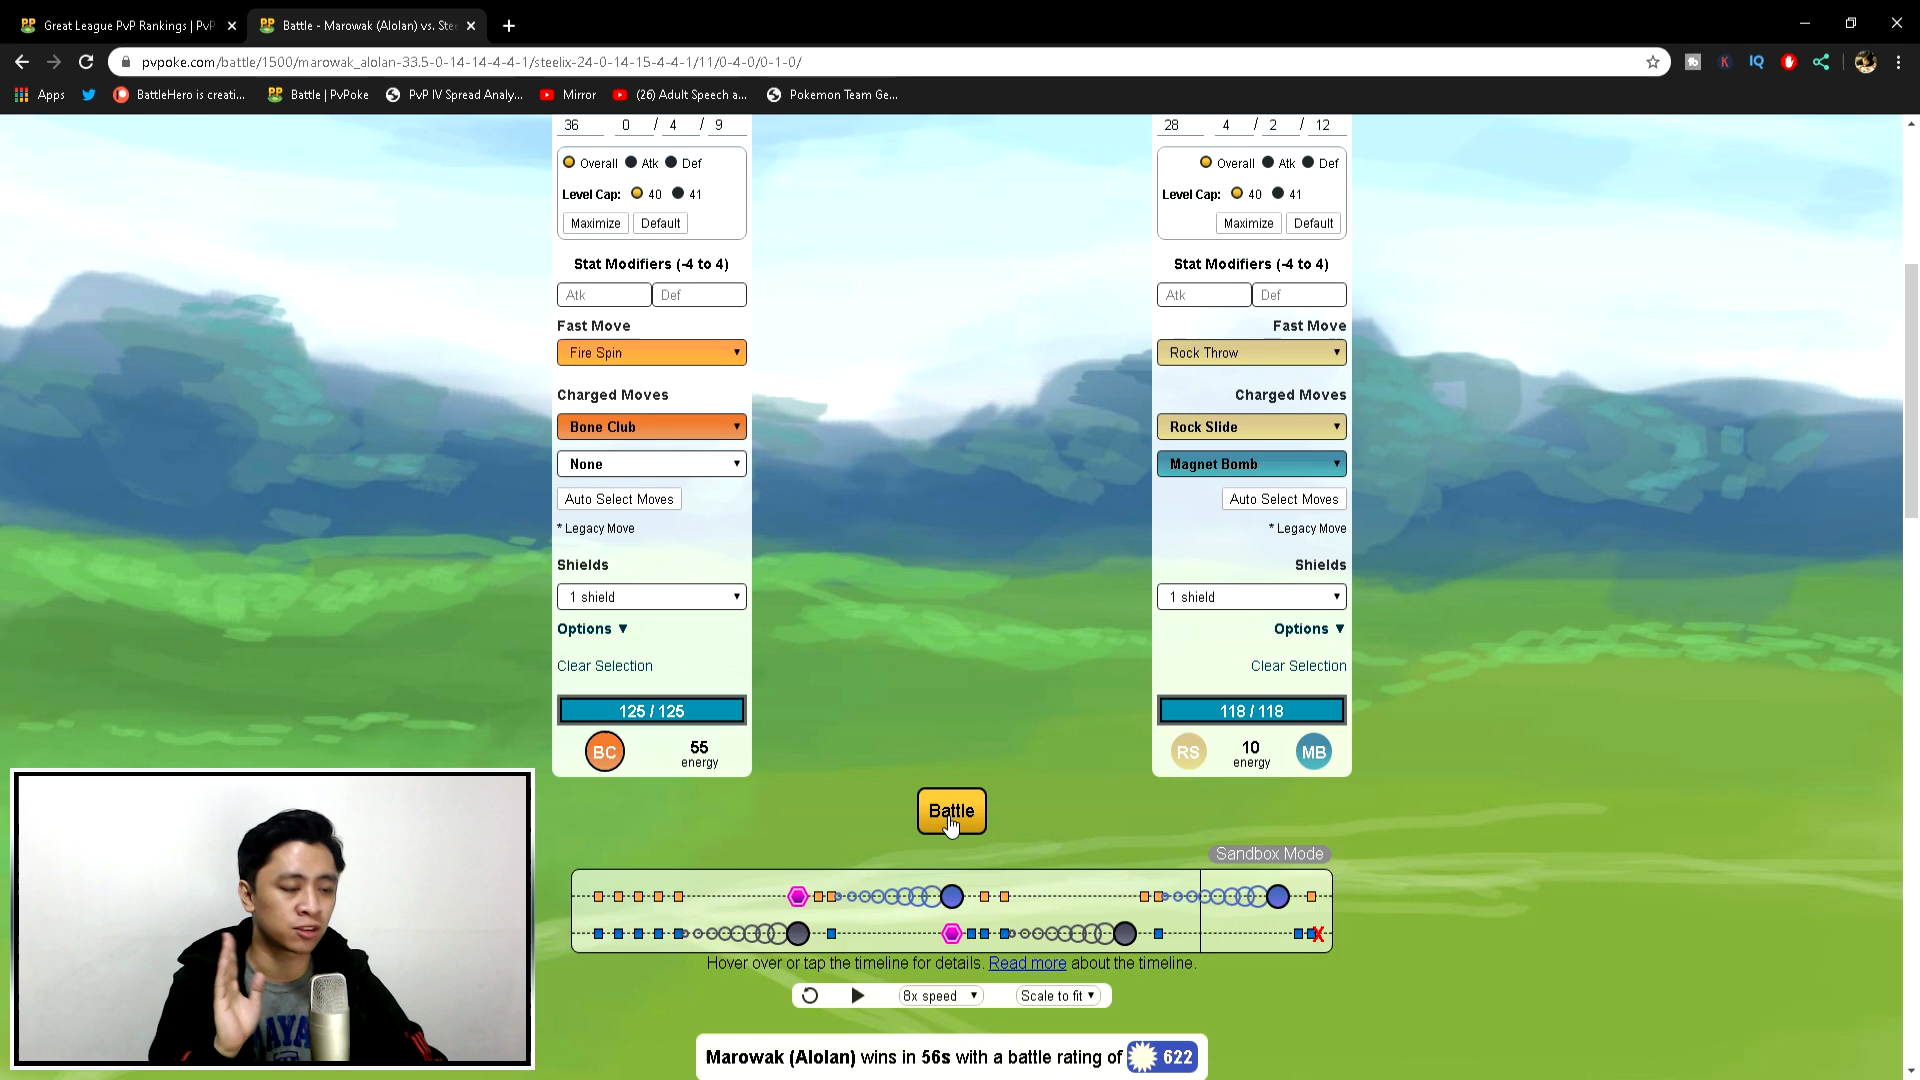 Great League PvP Rankings | PvP
Battle - Marowak (Alolan) vs. Stee
pvpoke.com/battle/1500/marowak_alolan-33.5-0-14-14-4-4-1/steelix-24-0-14-15-4-4-1/11/0-4-0/0-1-0/
Apps
BattleHero is creati...
Battle | PvPoke
PvP IV Spread Analy...
Mirror
(26) Adult Speech a...
Pokemon Team Ge...
36 0 / 4 / 9
Overall Atk Def
Level Cap: 40 41
Maximize Default
Stat Modifiers (-4 to 4)
Atk Def
Fast Move
Fire Spin
Charged Moves
Bone Club
None
Auto Select Moves
* Legacy Move
Shields
1 shield
Options ▼
Clear Selection
125 / 125
BC 55 energy
28 4 / 2 / 12
Overall Atk Def
Level Cap: 40 41
Maximize Default
Stat Modifiers (-4 to 4)
Atk Def
Fast Move
Rock Throw
Charged Moves
Rock Slide
Magnet Bomb
Auto Select Moves
* Legacy Move
Shields
1 shield
Options ▼
Clear Selection
118 / 118
RS 10 energy MB
Battle
Sandbox Mode
X
Hover over or tap the timeline for details. Read more about the timeline.
8x speed
Scale to fit
Marowak (Alolan) wins in 56s with a battle rating of 622